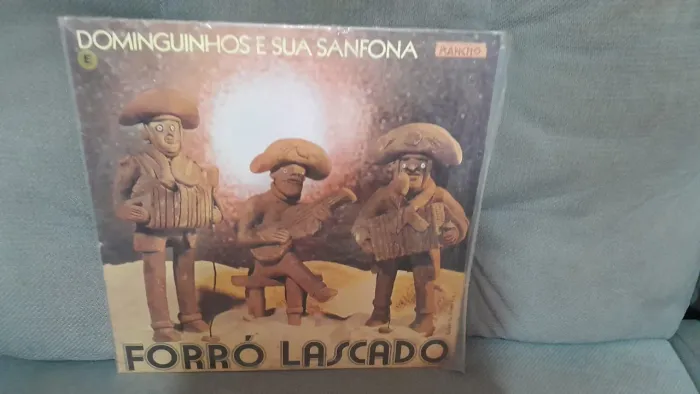 DOMINGUINHOS E SUA SANFONA
E
FORRÓ LASCADO